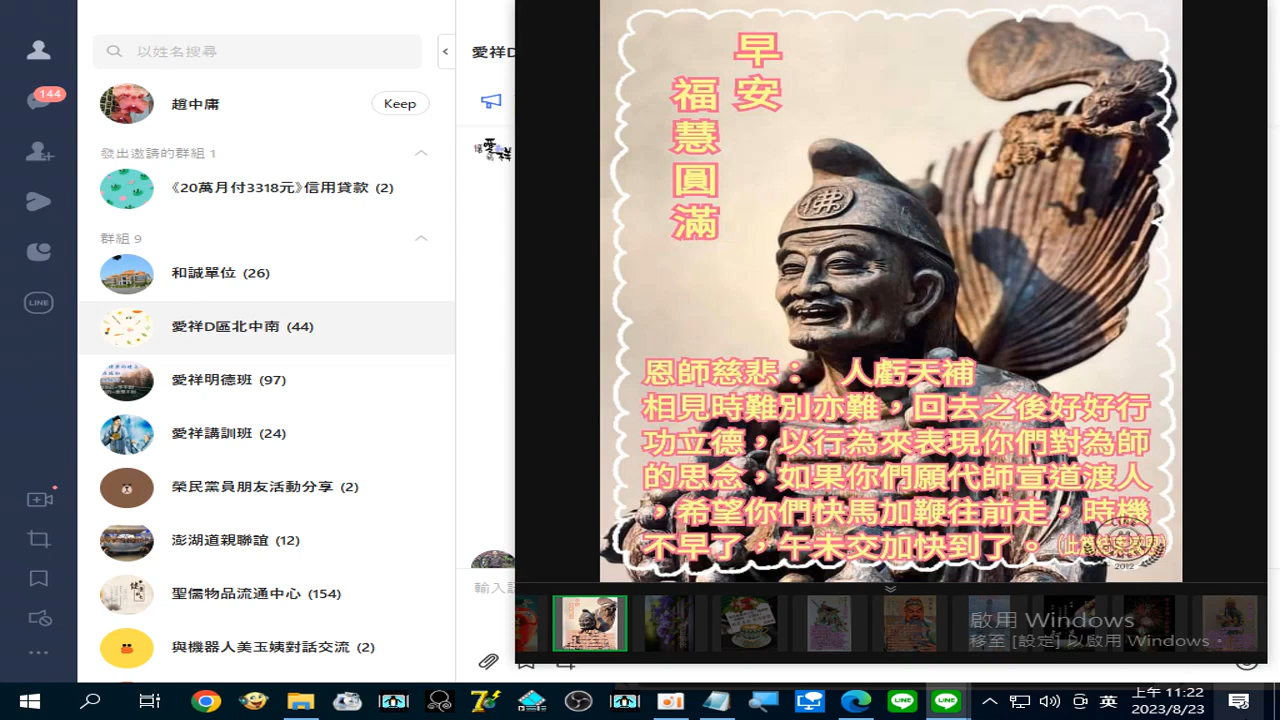 以姓名搜尋
144
趙中庸
Keep
發出邀請的群組 1
《20萬月付3318元》信用貸款 (2)
群組 9
和誠單位 (26)
愛祥D區北中南 (44)
愛祥明德班 (97)
愛祥講訓班 (24)
榮民黨員朋友活動分享 (2)
澎湖道親聯誼 (12)
聖儒物品流通中心 (154)
與機器人美玉姨對話交流 (2)
LINE
愛祥D
輸入
早安
福慧圓滿
佛
恩師慈悲： 人虧天補
相見時難別亦難，回去之後好好行
功立德，以行為來表現你們對為師
的思念，如果你們願代師宣道渡人
，希望你們快馬加鞭往前走，時機
不早了，午未交加快到了。
2012
啟用 Windows
移至 [設定] 以啟用 Windows。
英
上午 11:22
2023/8/23